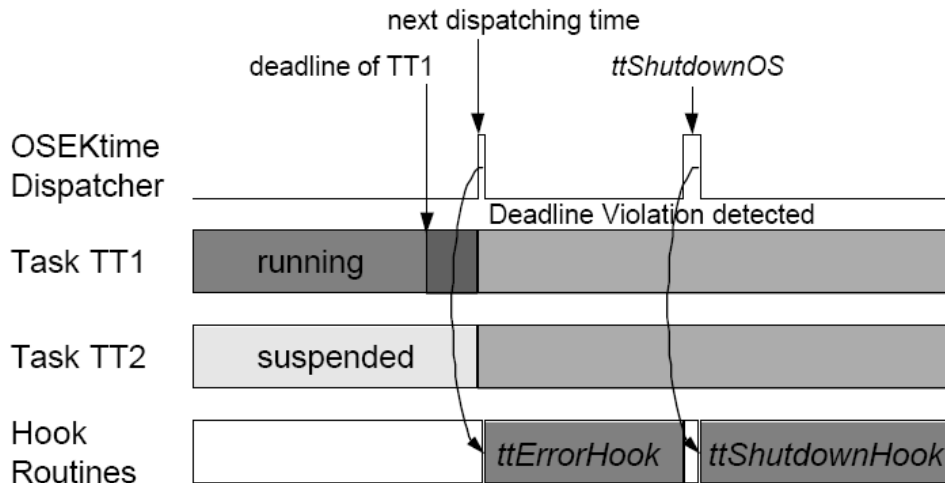 next dispatching time
deadline of TT1
ttShutdownOS
OSEKtime
Dispatcher
Deadline Violation detected
Task TT1
running
Task TT2
suspended
Hook
Routines
ttErrorHook
ttShutdownHook